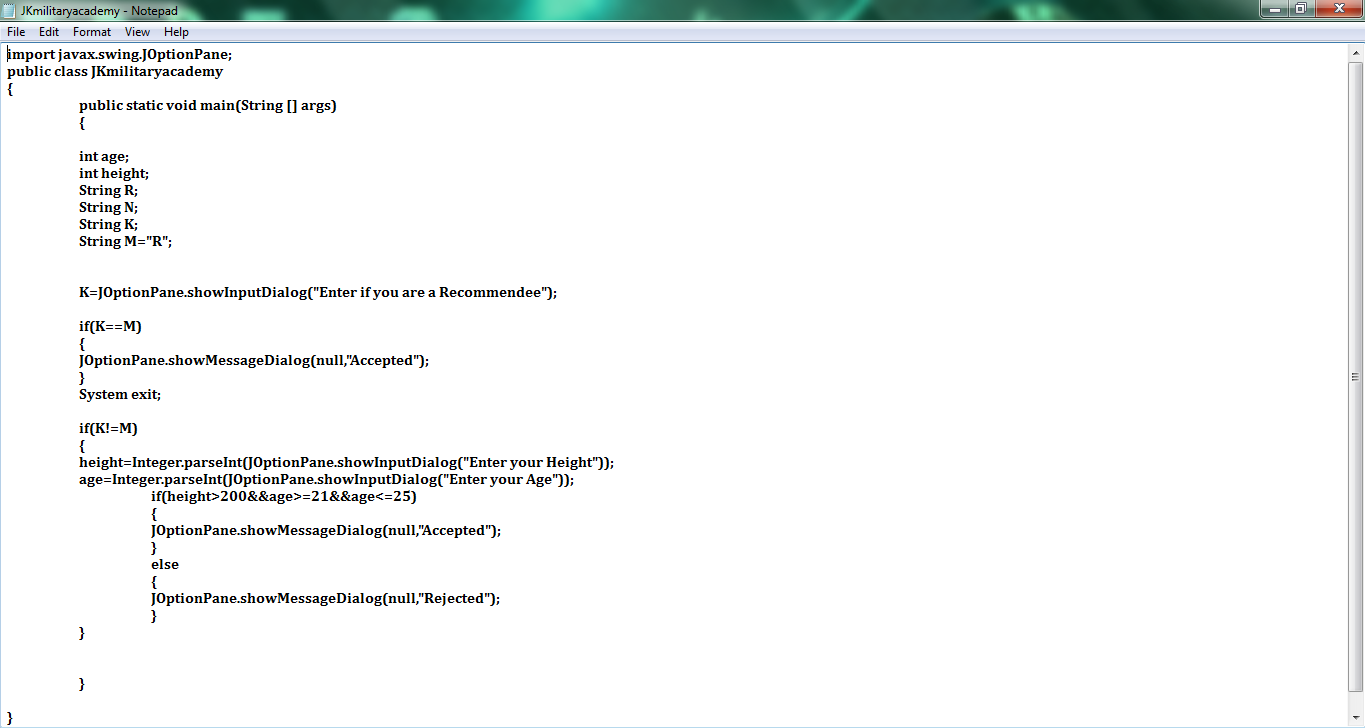 JKmilitaryacademy - Notepad
File Edit Format View Help
import javax.swing.JOptionPane;
public class JKmilitaryacademy
{
public static void main(String [] args)
{
int age;
int height;
String R;
String N;
String K;
String M="R";
K=JOptionPane.showInputDialog("Enter if you are a Recommendee");
if(K==M)
{
JOptionPane.showMessageDialog(null,"Accepted");
}
System exit;
if(K!=M)
{
height=Integer.parseInt(JOptionPane.showInputDialog("Enter your Height"));
age=Integer.parseInt(JOptionPane.showInputDialog("Enter your Age"));
if(height>200&&age>=21&&age<=25)
{
JOptionPane.showMessageDialog(null,"Accepted");
}
else
{
JOptionPane.showMessageDialog(null,"Rejected");
}
}
}
}